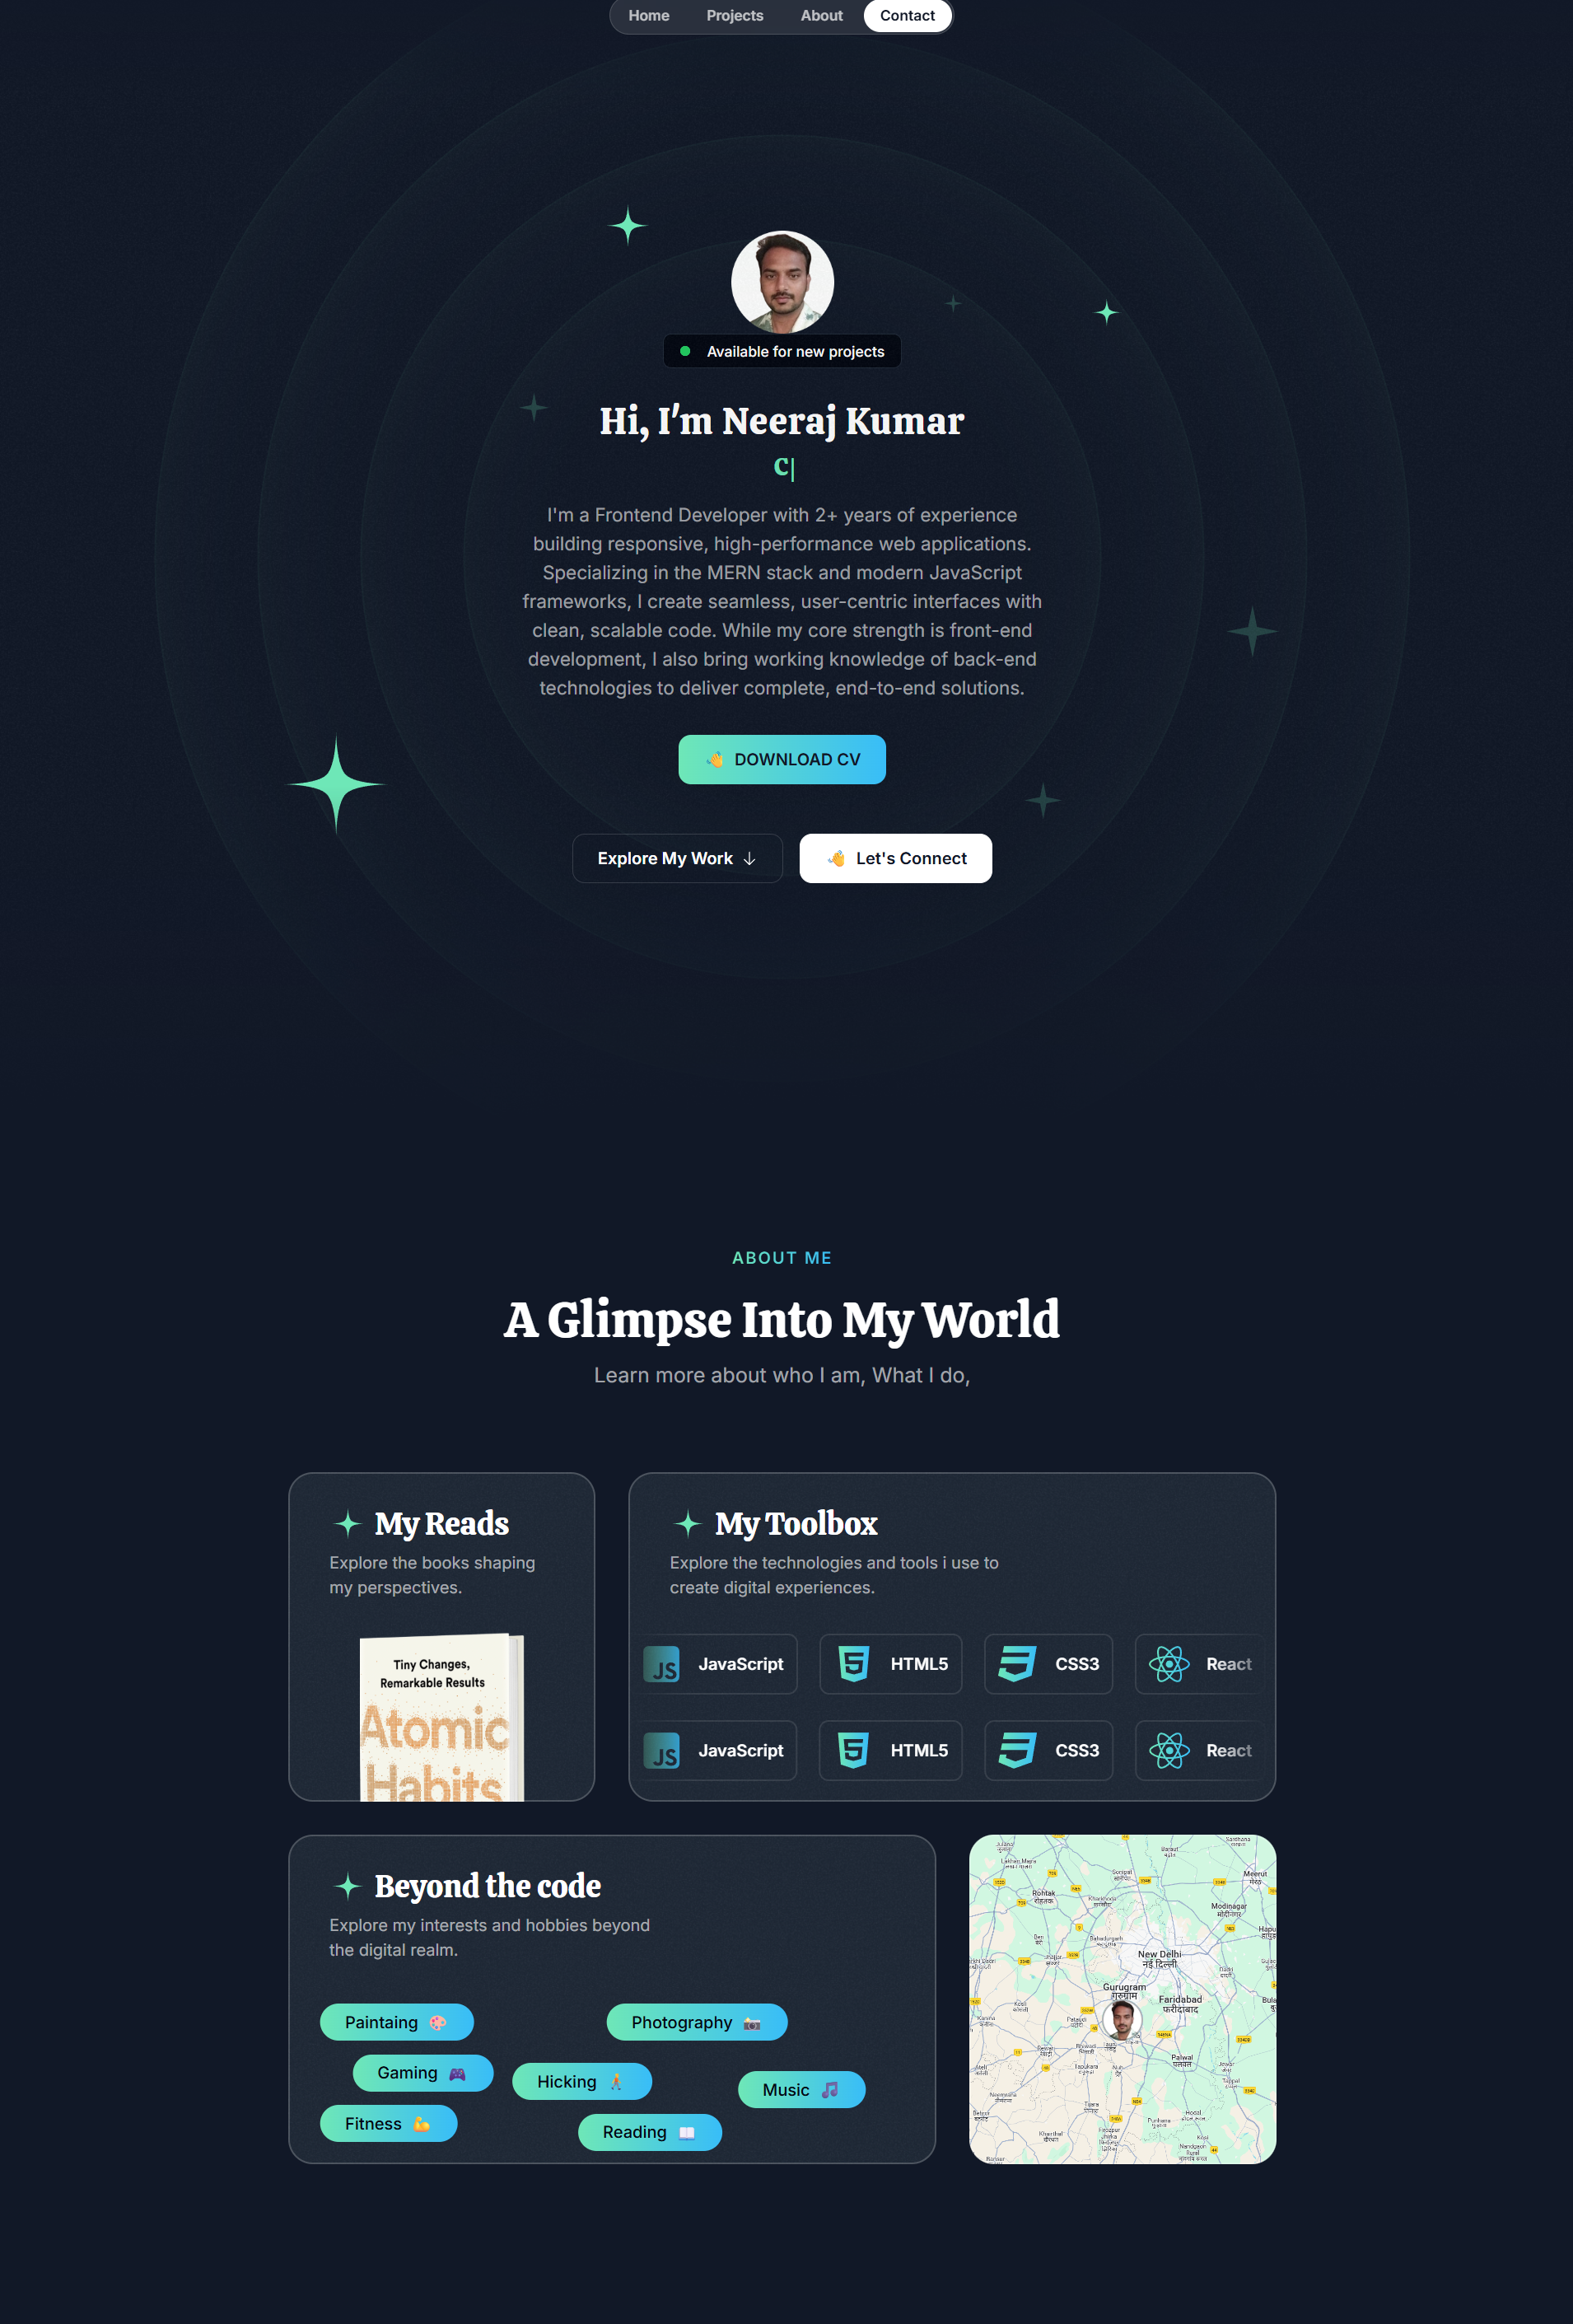 Home Projects About Contact
Available for new projects
Hi, I'm Neeraj Kumar
C|
I'm a Frontend Developer with 2+ years of experience
building responsive, high-performance web applications.
Specializing in the MERN stack and modern JavaScript
frameworks, I create seamless, user-centric interfaces with
clean, scalable code. While my core strength is front-end
development, I also bring working knowledge of back-end
technologies to deliver complete, end-to-end solutions.
👋 DOWNLOAD CV
Explore My Work ↓ 👋 Let's Connect
ABOUT ME
A Glimpse Into My World
Learn more about who I am, What I do,
My Reads
Explore the books shaping
my perspectives.
Tiny Changes,
Remarkable Results
Atomic
Habits
My Toolbox
Explore the technologies and tools i use to
create digital experiences.
JS JavaScript HTML5 CSS3 React
JS JavaScript HTML5 CSS3 React
Beyond the code
Explore my interests and hobbies beyond
the digital realm.
Paintaing 🎨 Photography 📷
Gaming 🎮 Hicking Music 🎵
Fitness 💪 Reading 📖
Meerut
मेरठ
Rohtak
रोहतक
Modinagar
मोदीनगर
New Delhi
नई दिल्ली
Gurugram
गुरुग्राम
Faridabad
फरीदाबाद
Palwal
पलवल